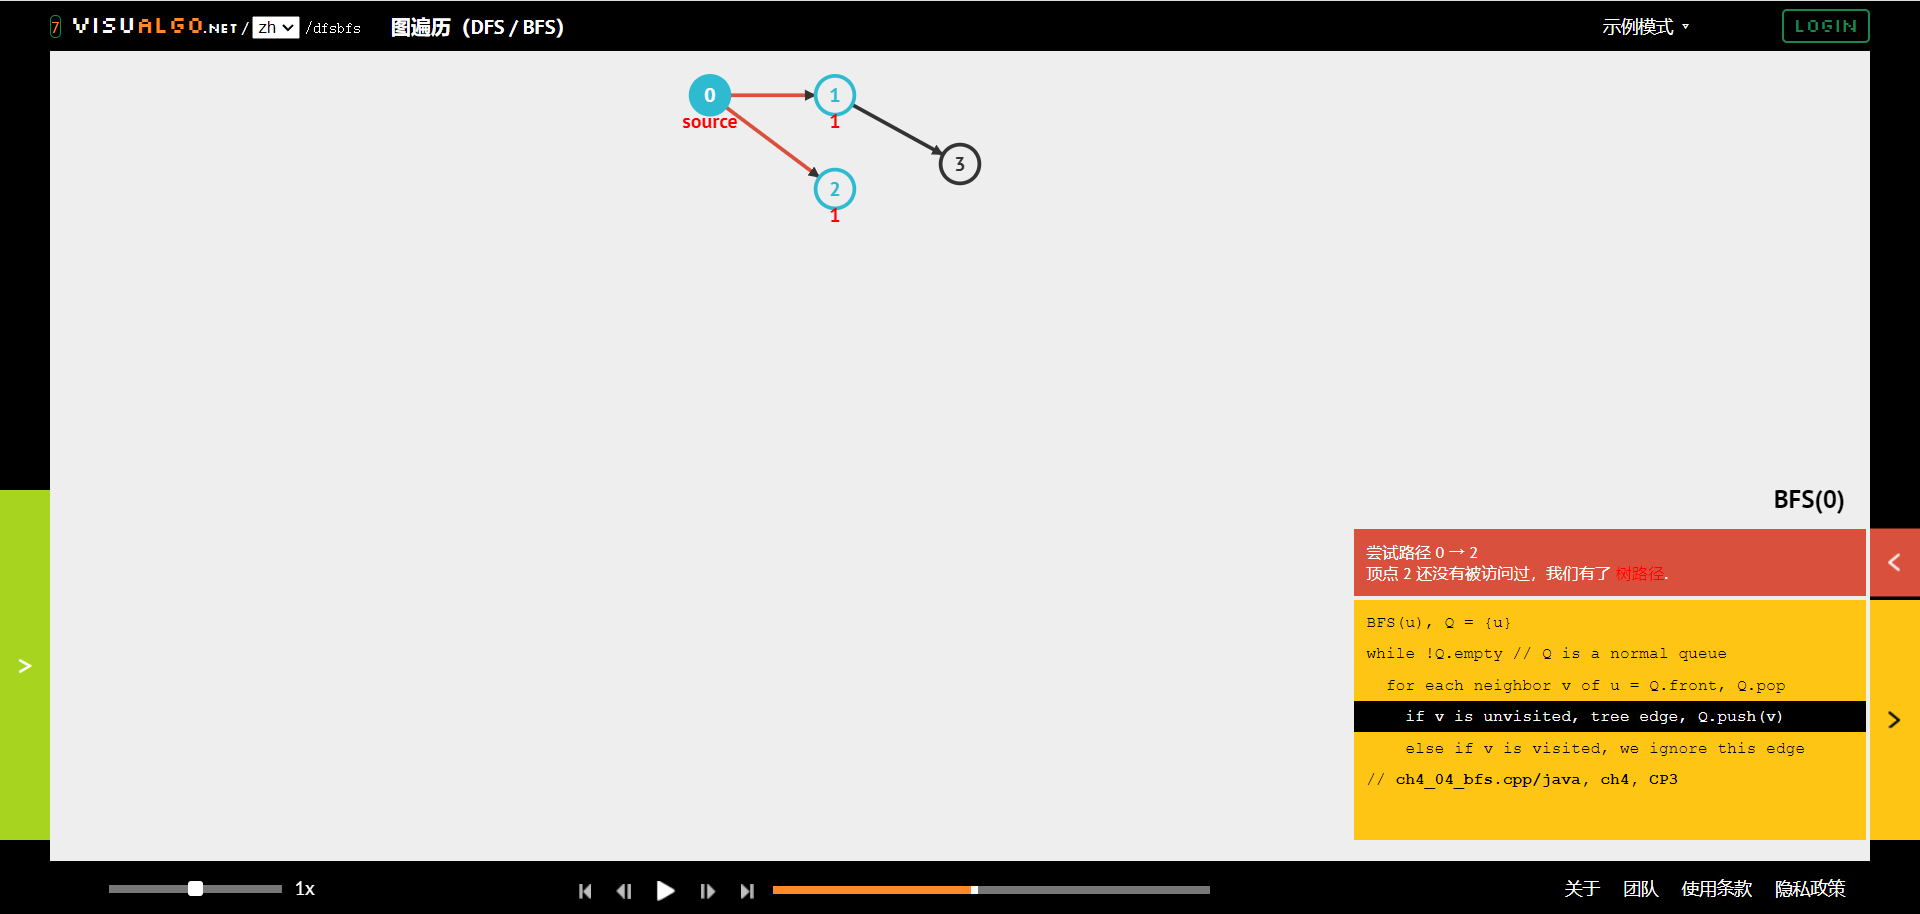 7 VISUALGO.NET / zh /dfsbfs 图遍历（DFS / BFS） 示例模式 ▾ LOGIN
0 1
source 1
3
2
1
BFS(0)
尝试路径 0 → 2
顶点 2 还没有被访问过，我们有了 树路径.
BFS(u), Q = {u}
while !Q.empty // Q is a normal queue
for each neighbor v of u = Q.front, Q.pop
if v is unvisited, tree edge, Q.push(v)
else if v is visited, we ignore this edge
// ch4_04_bfs.cpp/java, ch4, CP3
1x 关于 团队 使用条款 隐私政策